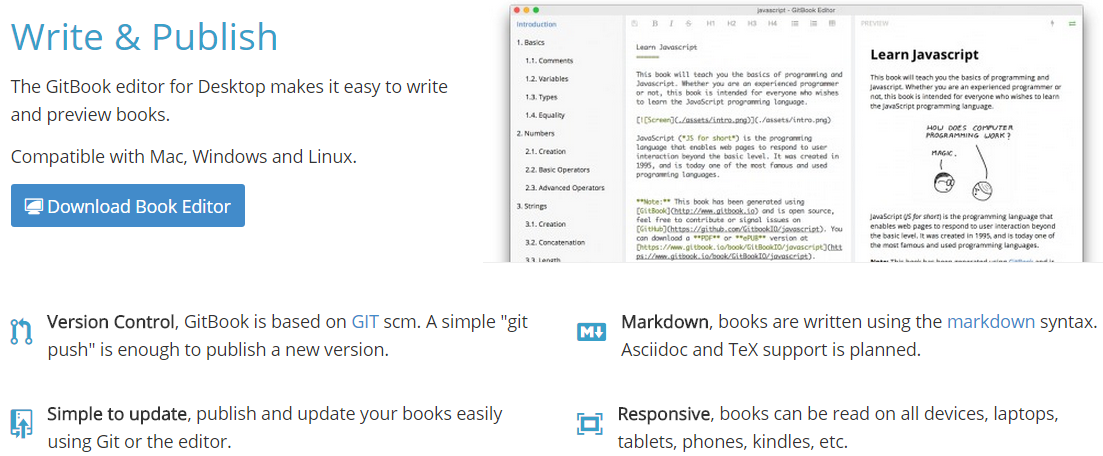 Write & Publish
The GitBook editor for Desktop makes it easy to write
and preview books.
Compatible with Mac, Windows and Linux.
Download Book Editor
javascript - GitBook Editor
Introduction
1. Basics
1.1. Comments
1.2. Variables
1.3. Types
1.4. Equality
2. Numbers
2.1. Creation
2.2. Basic Operators
2.3. Advanced Operators
3. Strings
3.1. Creation
3.2. Concatenation
3.3. Length
B I S H1 H2 H3 H4
Learn Javascript
======
This book will teach you the basics of programming and
Javascript. Whether you are an experienced programmer
or not, this book is intended for everyone who wishes
to learn the JavaScript programming language.
[![Screen](./assets/intro.png)](./assets/intro.png)
JavaScript (*JS for short*) is the programming
language that enables web pages to respond to user
interaction beyond the basic level. It was created in
1995, and is today one of the most famous and used
programming languages.
**Note:** This book has been generated using
[GitBook](http://www.gitbook.io) and is open source,
feel free to contribute or signal issues on
[GitHub](https://github.com/GitbookIO/javascript). You
can download a **PDF** or **ePUB** version at
[https://www.gitbook.io/book/GitBookIO/javascript](htt
ps://www.gitbook.io/book/GitBookIO/javascript).
PREVIEW
Learn Javascript
This book will teach you the basics of programming and
Javascript. Whether you are an experienced programmer or
not, this book is intended for everyone who wishes to learn
the JavaScript programming language.
HOW DOES COMPUTER
PROGRAMMING WORK?
MAGIC.
JavaScript (JS for short) is the programming language that
enables web pages to respond to user interaction beyond
the basic level. It was created in 1995, and is today one of
the most famous and used programming languages.
Note: This book has been generated using GitBook and is
Version Control, GitBook is based on GIT scm. A simple "git
push" is enough to publish a new version.
M Markdown, books are written using the markdown syntax.
Asciidoc and TeX support is planned.
Simple to update, publish and update your books easily
using Git or the editor.
Responsive, books can be read on all devices, laptops,
tablets, phones, kindles, etc.